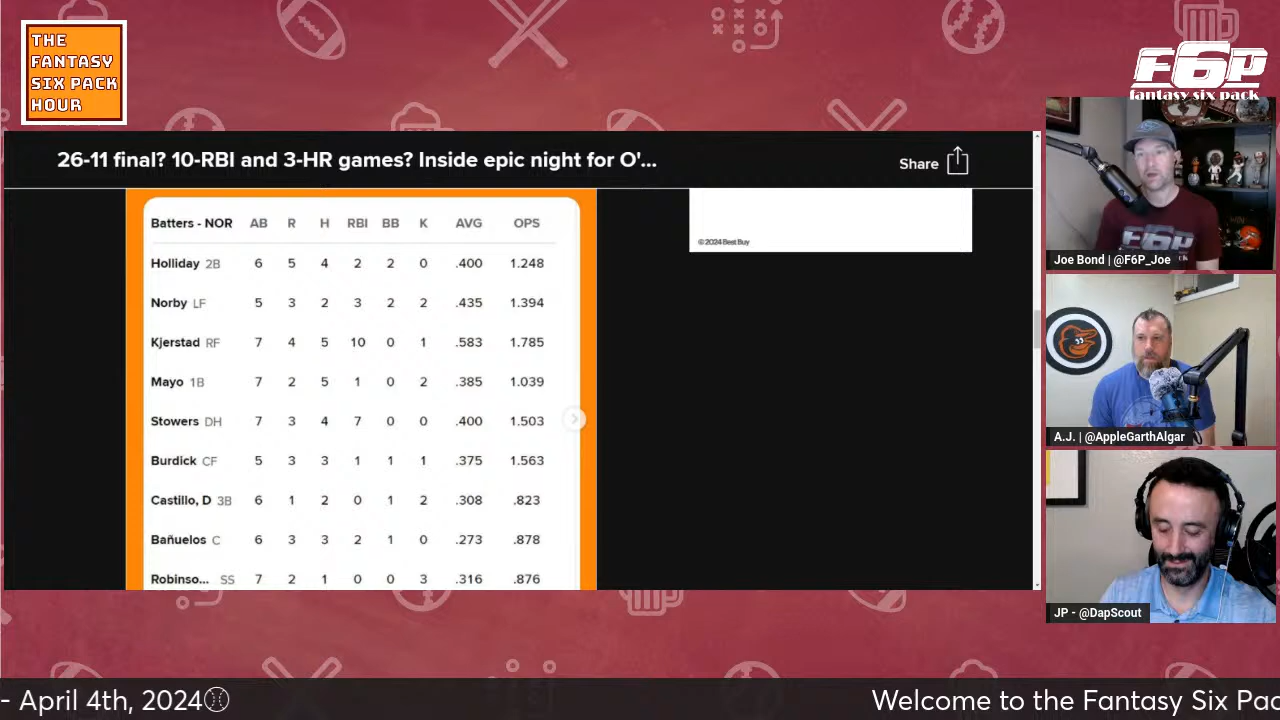 THE
FANTASY
SIX PACK
HOUR
F6P
fantasy six pack
26-11 final? 10-RBI and 3-HR games? Inside epic night for O'...
Share
Batters - NOR AB R H RBI BB K AVG OPS
Holliday 2B 6 5 4 2 2 0 .400 1.248
Norby LF 5 3 2 3 2 2 .435 1.394
Kjerstad RF 7 4 5 10 0 1 .583 1.785
Mayo 1B 7 2 5 1 0 2 .385 1.039
Stowers DH 7 3 4 7 0 0 .400 1.503
Burdick CF 5 3 3 1 1 1 .375 1.563
Castillo, D 3B 6 1 2 0 1 2 .308 .823
Bañuelos C 6 3 3 2 1 0 .273 .878
Robinso... SS 7 2 1 0 0 3 .316 .876
© 2024 Best Buy
F6P
Joe Bond | @F6P_Joe
A.J. | @AppleGarthAlgar
JP - @DapScout
- April 4th, 2024
Welcome to the Fantasy Six Pac